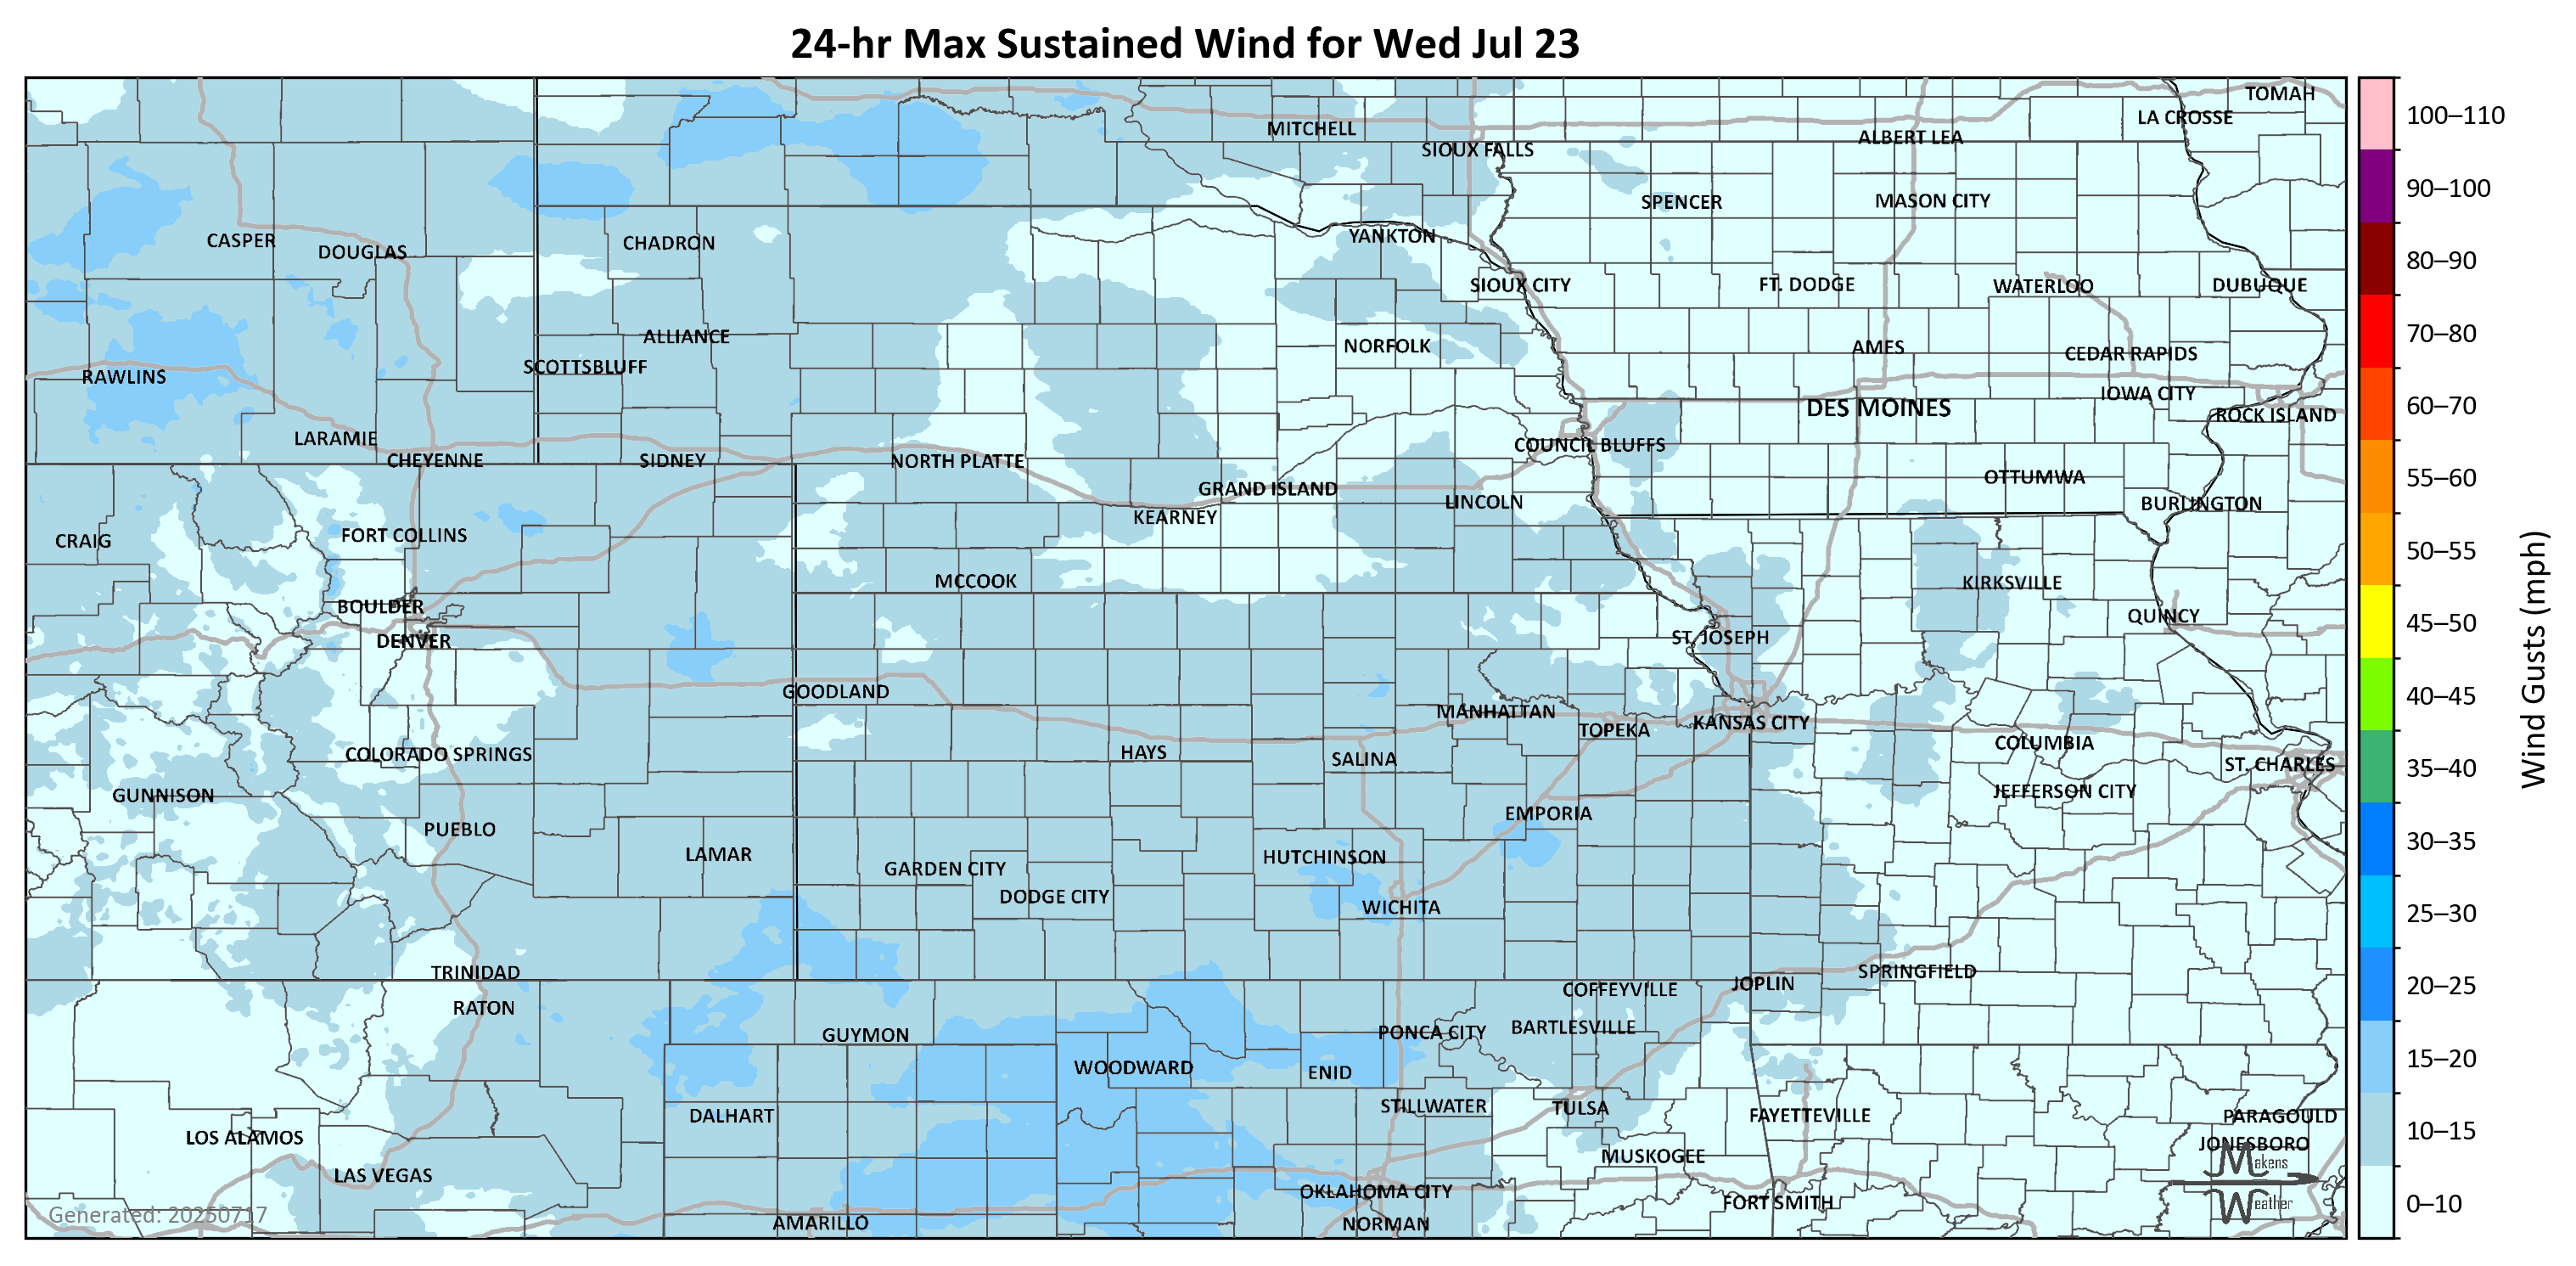 24-hr Max Sustained Wind for Wed Jul 23
TOMAH
LA CROSSE
MITCHELL
ALBERT LEA
SIOUX FALLS
SPENCER
MASON CITY
CASPER
DOUGLAS
CHADRON
YANKTON
SIOUX CITY
FT. DODGE
WATERLOO
DUBUQUE
ALLIANCE
NORFOLK
AMES
CEDAR RAPIDS
SCOTTSBLUFF
RAWLINS
IOWA CITY
DES MOINES
ROCK ISLAND
LARAMIE
COUNCIL BLUFFS
CHEYENNE
SIDNEY
NORTH PLATTE
OTTUMWA
GRAND ISLAND
LINCOLN
BURLINGTON
KEARNEY
CRAIG
FORT COLLINS
MCCOOK
KIRKSVILLE
BOULDER
QUINCY
DENVER
ST. JOSEPH
GOODLAND
MANHATTAN
TOPEKA
KANSAS CITY
COLORADO SPRINGS
HAYS
SALINA
COLUMBIA
ST. CHARLES
GUNNISON
JEFFERSON CITY
PUEBLO
EMPORIA
LAMAR
GARDEN CITY
HUTCHINSON
DODGE CITY
WICHITA
TRINIDAD
SPRINGFIELD
JOPLIN
RATON
COFFEYVILLE
GUYMON
PONCA CITY
BARTLESVILLE
WOODWARD
ENID
DALHART
STILLWATER
TULSA
FAYETTEVILLE
PARAGOULD
LOS ALAMOS
JONESBORO
MUSKOGEE
LAS VEGAS
OKLAHOMA CITY
FORT SMITH
AMARILLO
NORMAN
Generated: 20250717
Makens
Weather
100–110
90–100
80–90
70–80
60–70
55–60
50–55
45–50
40–45
35–40
30–35
25–30
20–25
15–20
10–15
0–10
Wind Gusts (mph)